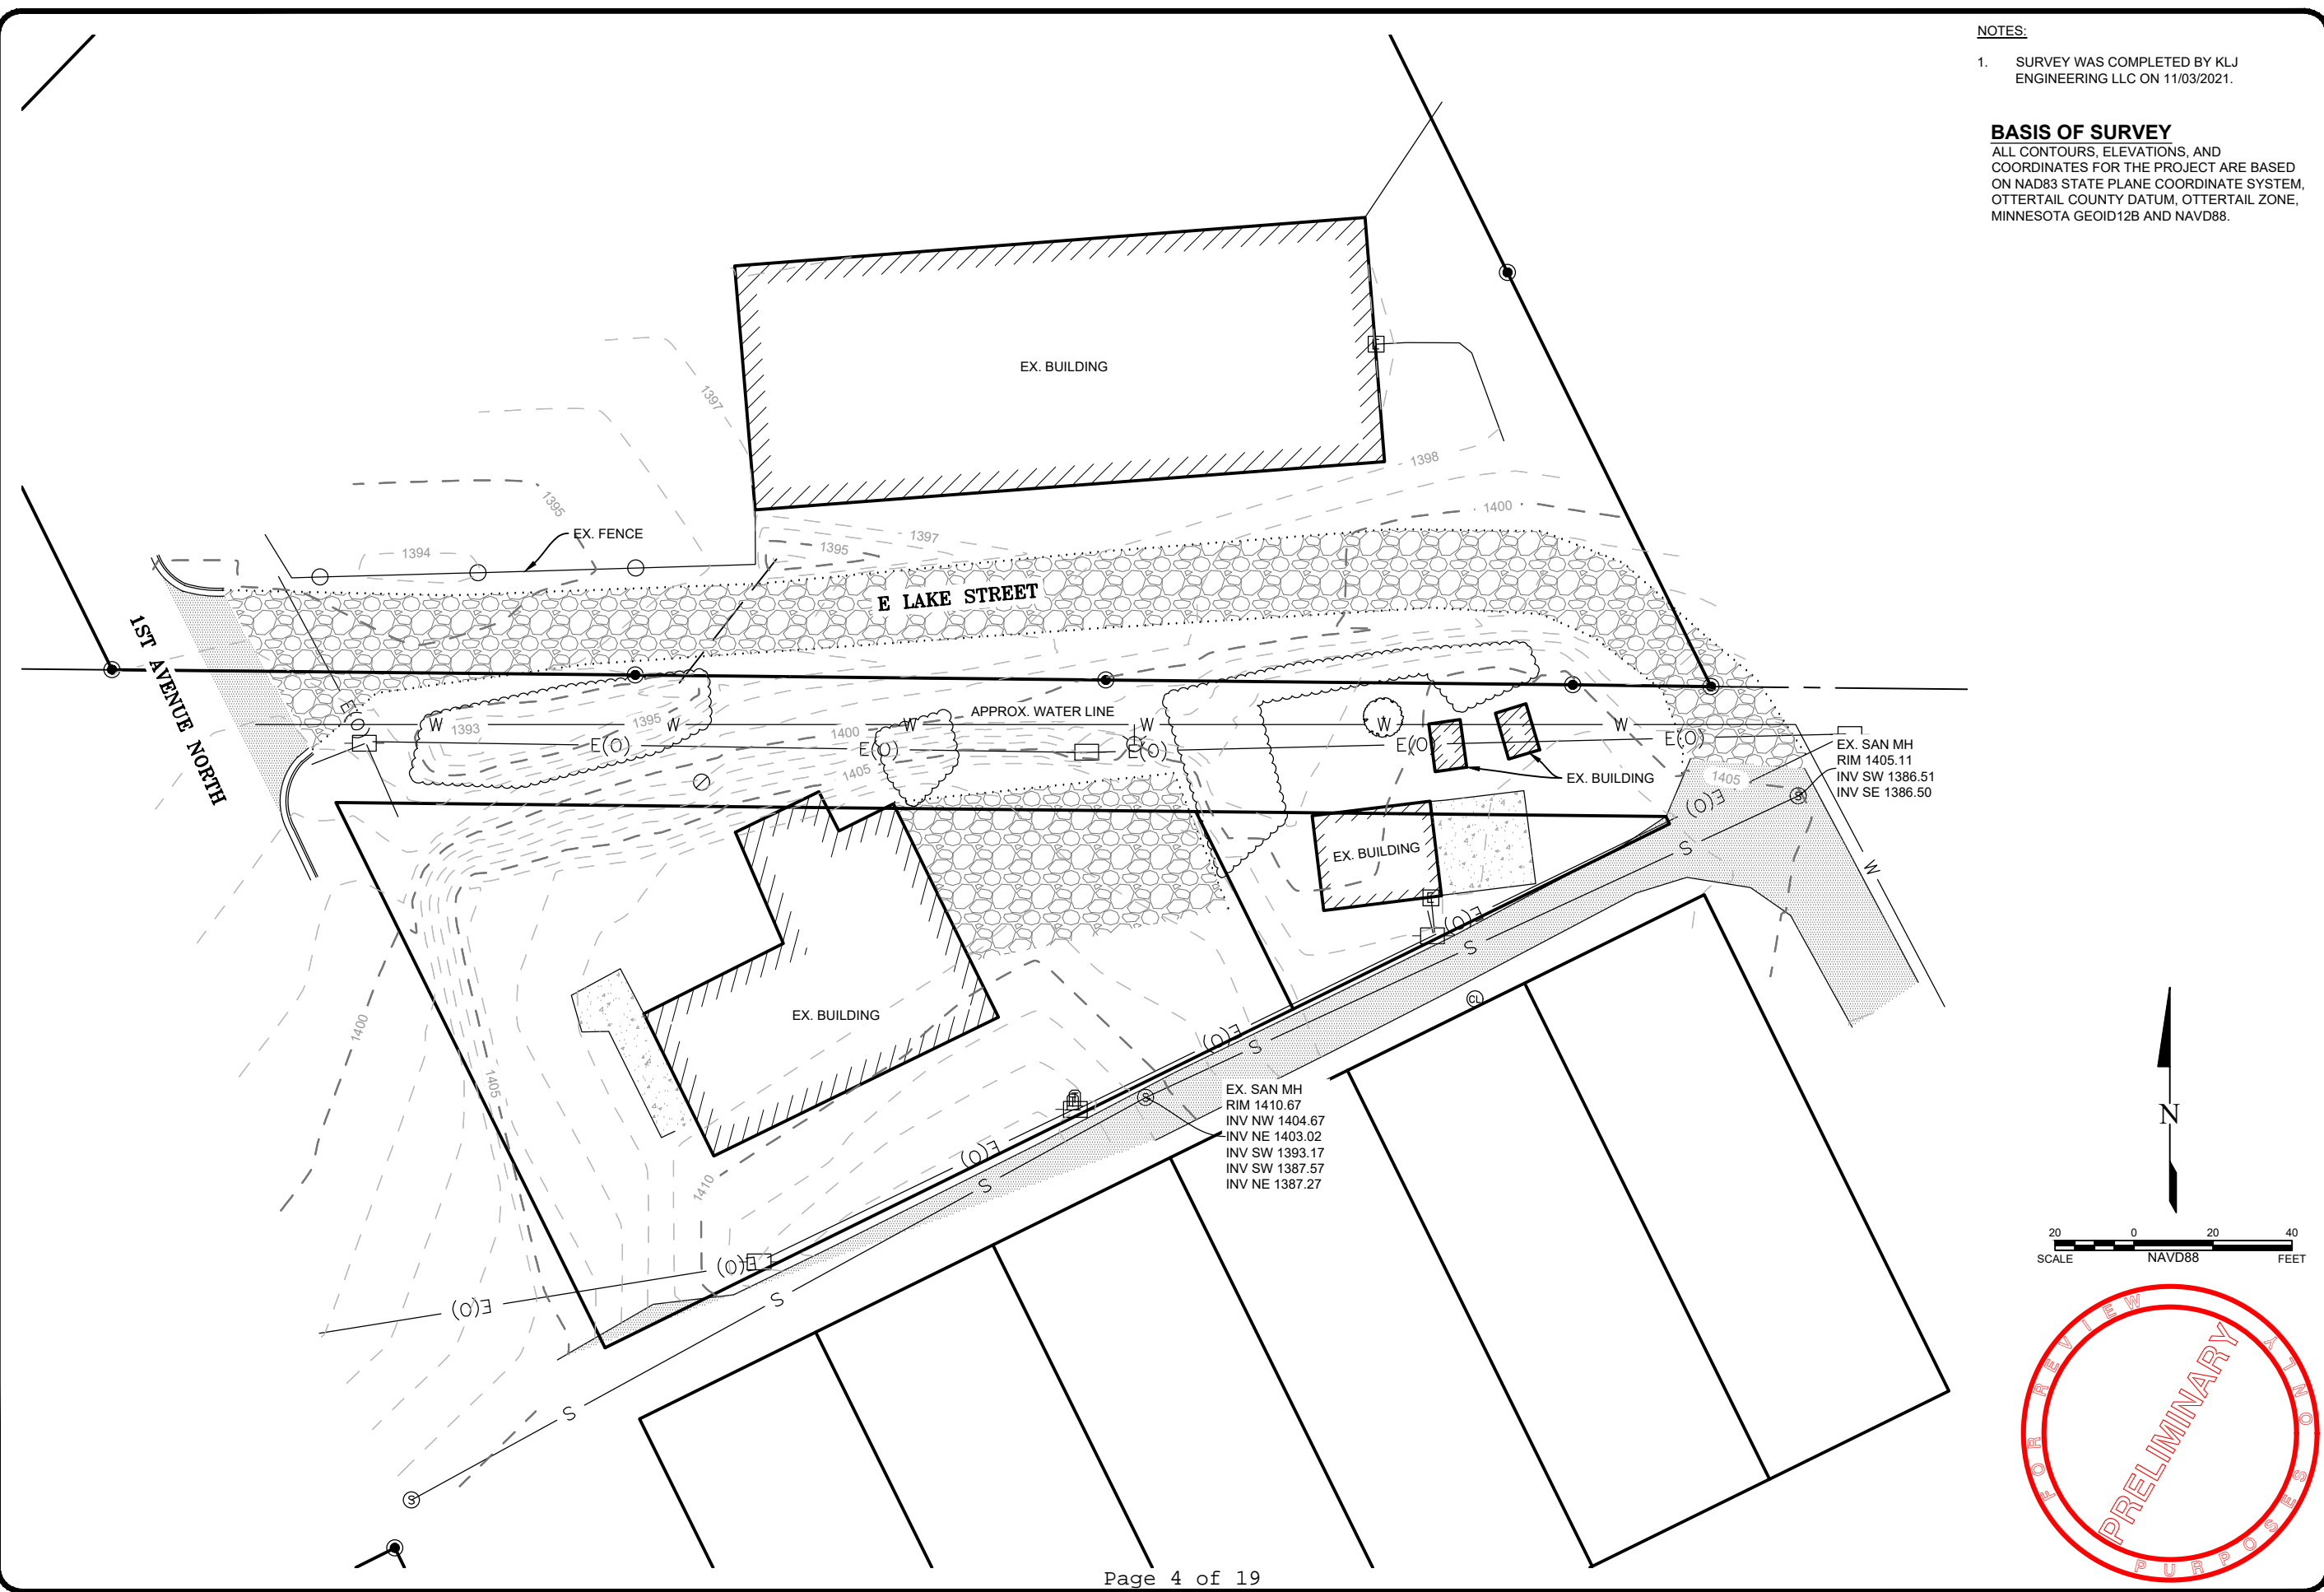 NOTES:
1. SURVEY WAS COMPLETED BY KLJ
ENGINEERING LLC ON 11/03/2021.
BASIS OF SURVEY
ALL CONTOURS, ELEVATIONS, AND
COORDINATES FOR THE PROJECT ARE BASED
ON NAD83 STATE PLANE COORDINATE SYSTEM,
OTTERTAIL COUNTY DATUM, OTTERTAIL ZONE,
MINNESOTA GEOID12B AND NAVD88.
E
EX. BUILDING
1397
1398
1395
1400
EX. FENCE
1394
1395
1397
E LAKE STREET
1ST AVENUE NORTH
E(O)
W
1393
1395
W
W
APPROX. WATER LINE
W
W
W
1400
E(O)
E(O)
E(O)
E(O)
E(O)
1405
EX. BUILDING
1405
EX. SAN MH
RIM 1405.11
INV SW 1386.51
INV SE 1386.50
E(O)
S
S
W
EX. BUILDING
E
E(O)
S
CL
EX. BUILDING
1400
1405
E(O)
S
S
EX. SAN MH
RIM 1410.67
INV NW 1404.67
INV NE 1403.02
INV SW 1393.17
INV SW 1387.57
INV NE 1387.27
E(O)
S
1410
E(O)
E(O)
S
S
S
N
20 0 20 40
SCALE NAVD88 FEET
FOR REVIEW
PRELIMINARY
PURPOSES ONLY
Page 4 of 19